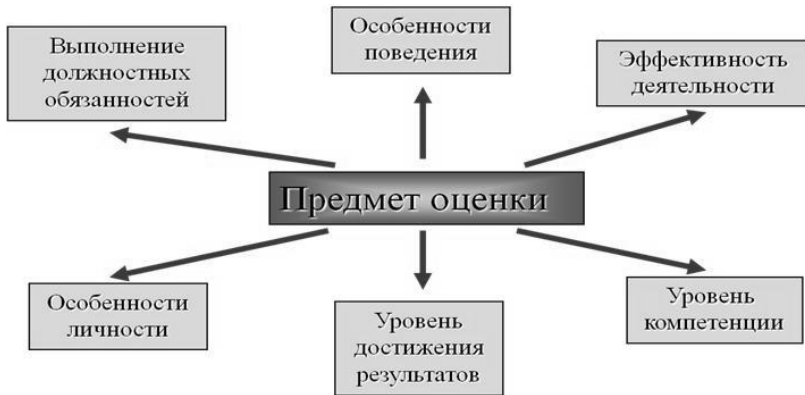 Выполнение
должностных
обязанностей
Особенности
поведения
Эффективность
деятельности
Предмет оценки
Особенности
личности
Уровень
достижения
результатов
Уровень
компетенции